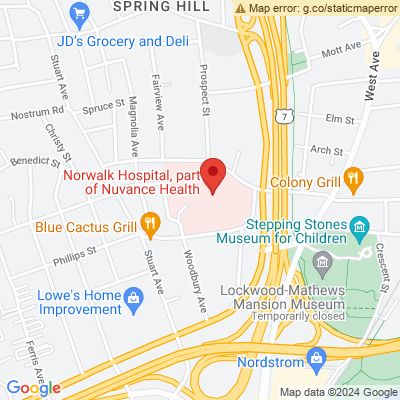 Map error: g.co/staticmaperror
SPRING HILL
JD's Grocery and Deli
Mott Ave
West Ave
Prospect St
Stuart Ave
Fairview Ave
Spruce St
Nostrum Rd
Magnolia Ave
7
Elm St
Christy St
Arch St
Benedict St
Norwalk Hospital, part
of Nuvance Health
Colony Grill
Blue Cactus Grill
Stepping Stones
Museum for Children
Phillips St
Crescent St
Stuart Ave
Woodbury Ave
Lockwood-Mathews
Mansion Museum
Temporarily closed
Lowe's Home
Improvement
Ferris Ave
Nordstrom
Google
Map data ©2024 Google